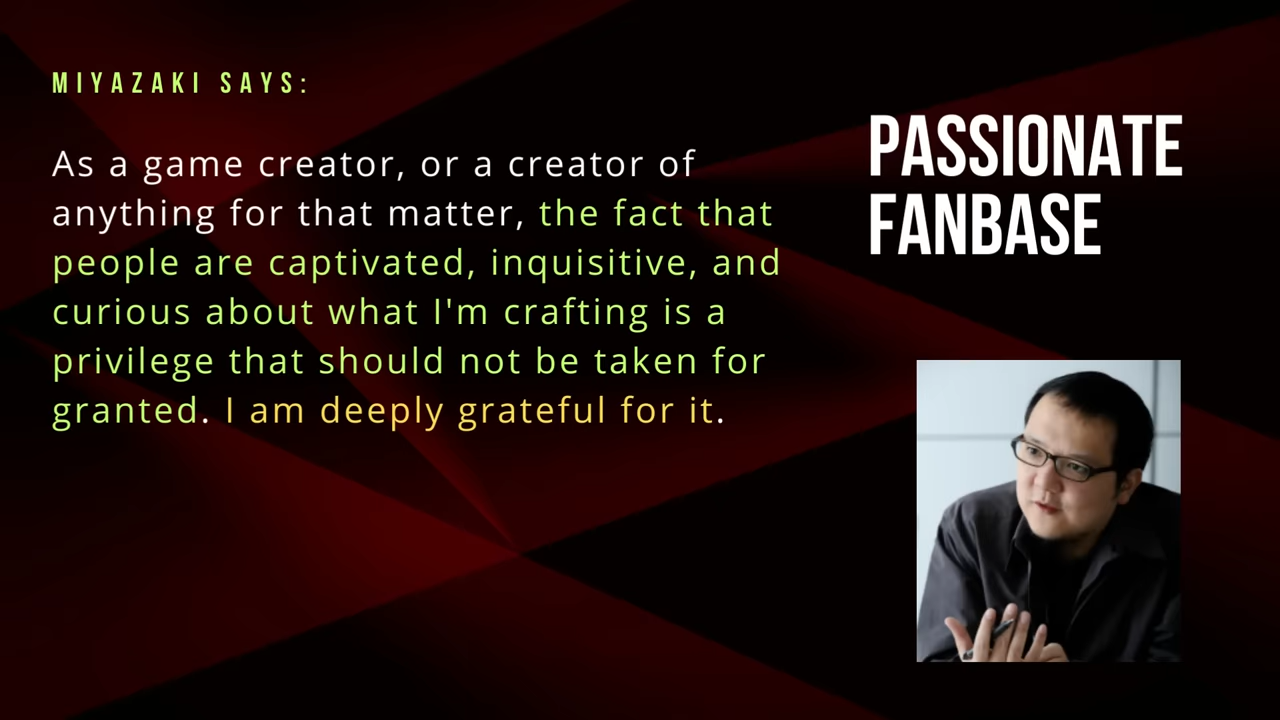 MIYAZAKI SAYS:
As a game creator, or a creator of
anything for that matter, the fact that
people are captivated, inquisitive, and
curious about what I'm crafting is a
privilege that should not be taken for
granted. I am deeply grateful for it.
PASSIONATE
FANBASE